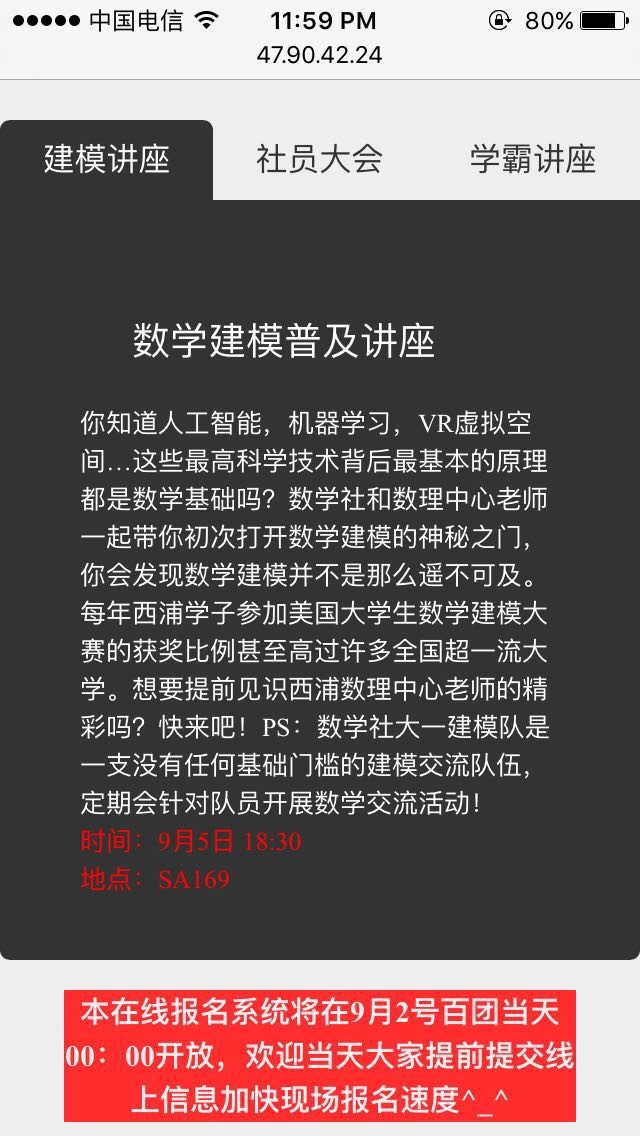 中国电信 11:59 PM 80%
47.90.42.24
建模讲座 社员大会 学霸讲座
数学建模普及讲座
你知道人工智能，机器学习，VR虚拟空
间…这些最高科学技术背后最基本的原理
都是数学基础吗？数学社和数理中心老师
一起带你初次打开数学建模的神秘之门，
你会发现数学建模并不是那么遥不可及。
每年西浦学子参加美国大学生数学建模大
赛的获奖比例甚至高过许多全国超一流大
学。想要提前见识西浦数理中心老师的精
彩吗？快来吧！PS：数学社大一建模队是
一支没有任何基础门槛的建模交流队伍，
定期会针对队员开展数学交流活动！
时间：9月5日 18:30
地点：SA169
本在线报名系统将在9月2号百团当天
00：00开放，欢迎当天大家提前提交线
上信息加快现场报名速度^_^